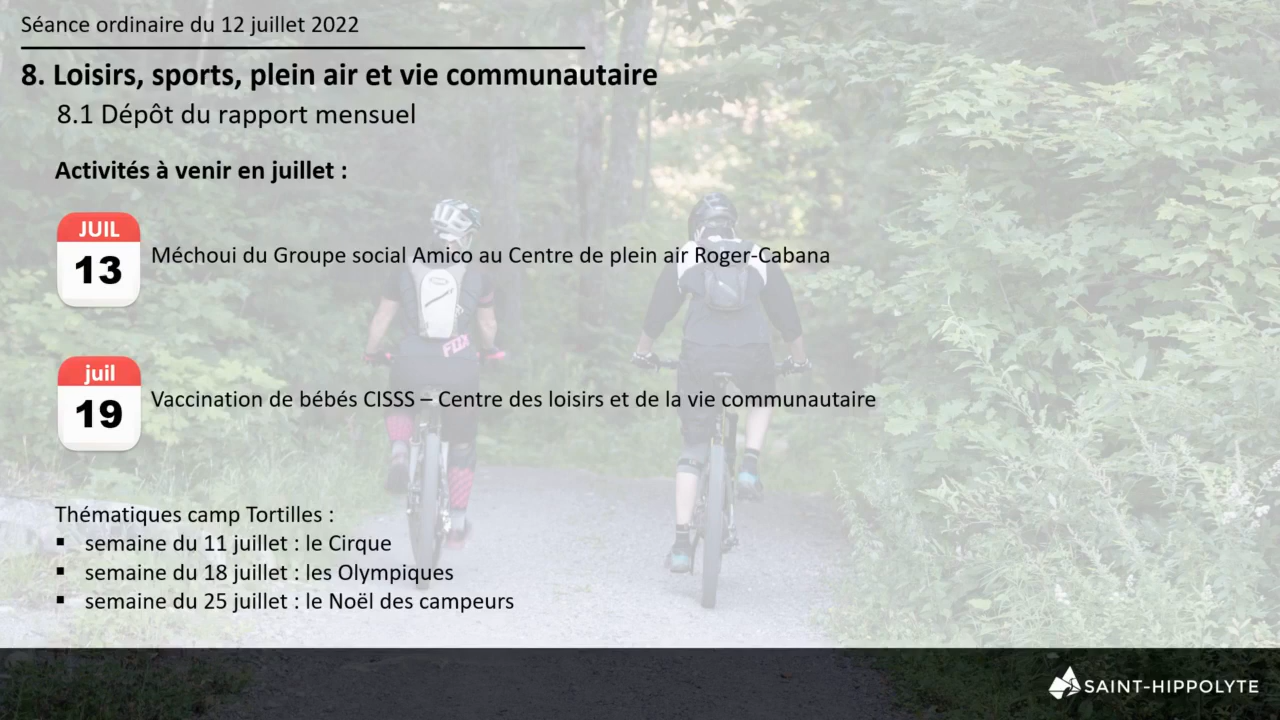 Séance ordinaire du 12 juillet 2022
8. Loisirs, sports, plein air et vie communautaire
8.1 Dépôt du rapport mensuel
Activités à venir en juillet :
JUIL
13
Méchoui du Groupe social Amico au Centre de plein air Roger-Cabana
juil
19
Vaccination de bébés CISSS – Centre des loisirs et de la vie communautaire
Thématiques camp Tortilles :
▪ semaine du 11 juillet : le Cirque
▪ semaine du 18 juillet : les Olympiques
▪ semaine du 25 juillet : le Noël des campeurs
FOX
SAINT-HIPPOLYTE